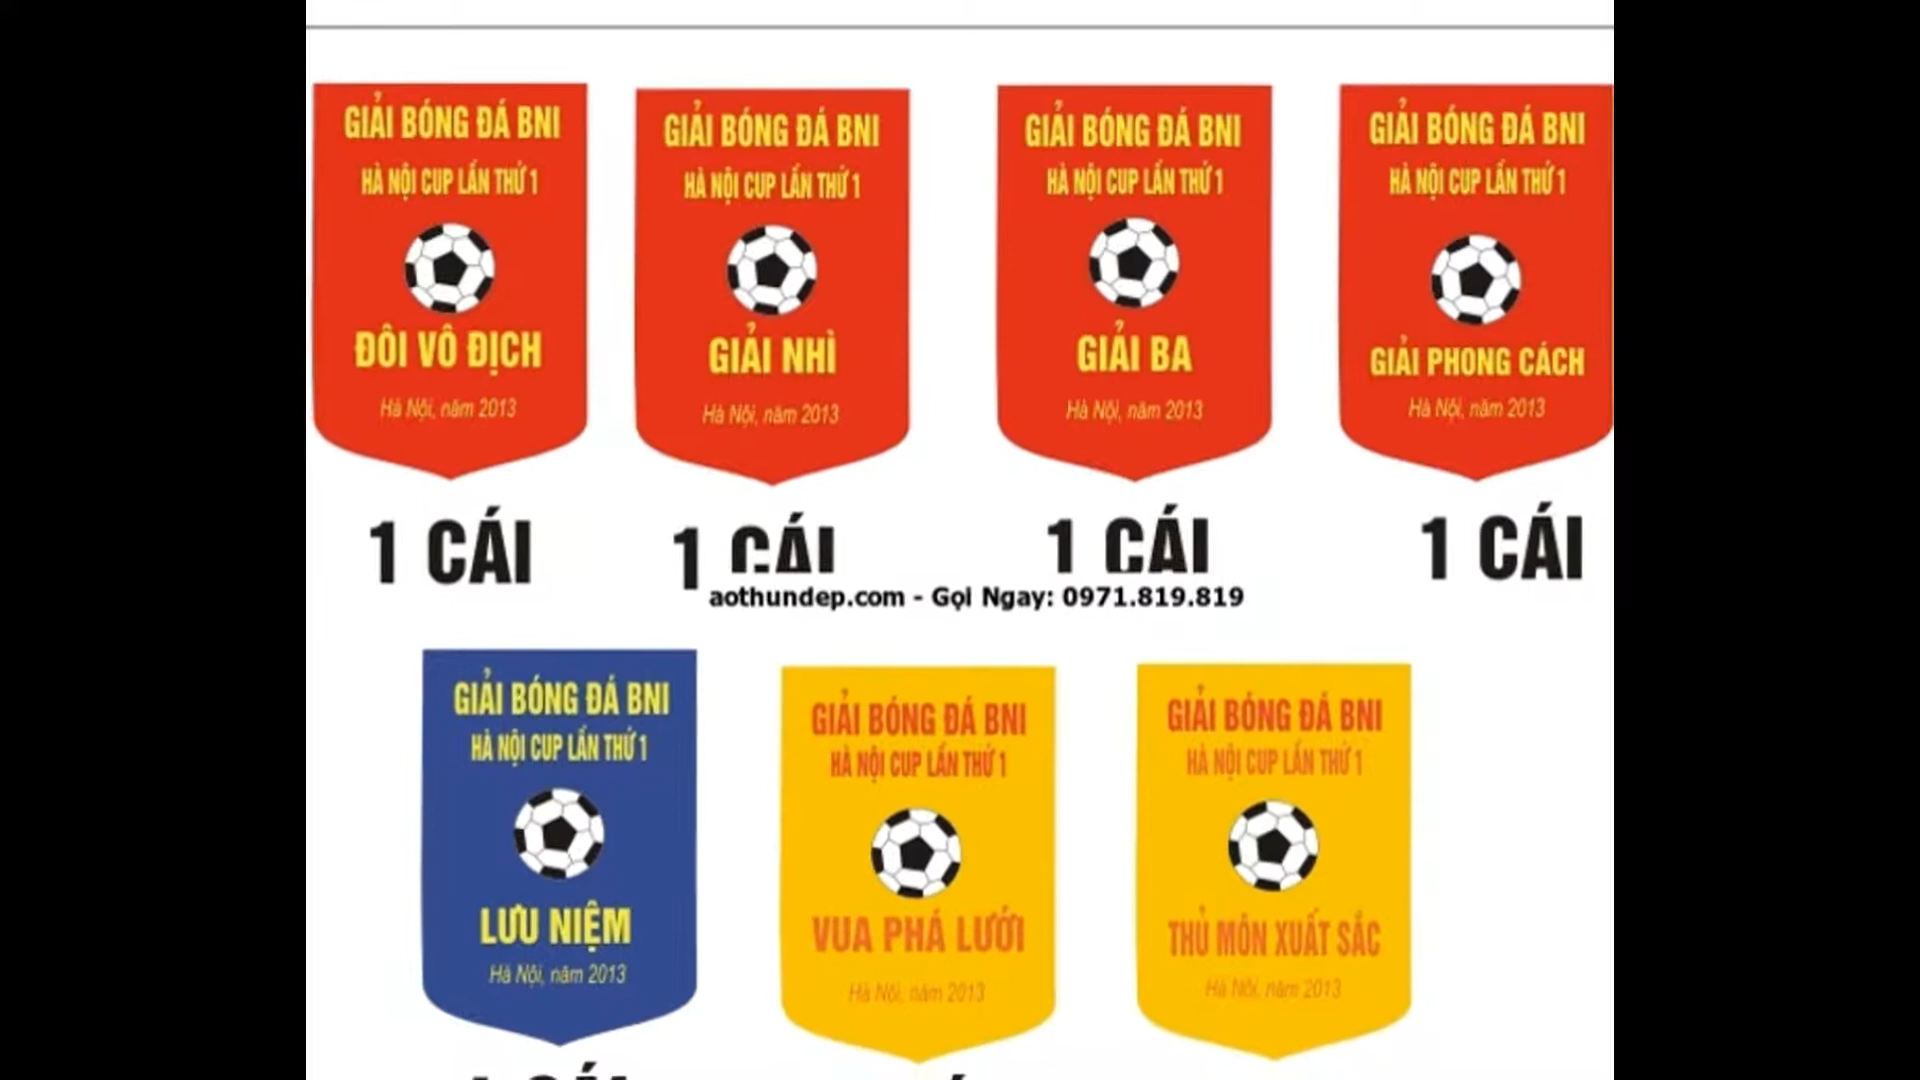 GIẢI BÓNG ĐÁ BNI
HÀ NỘI CUP LẦN THỨ 1
ĐÔI VÔ ĐỊCH
Hà Nội, năm 2013
1 CÁI
GIẢI BÓNG ĐÁ BNI
HÀ NỘI CUP LẦN THỨ 1
GIẢI NHÌ
Hà Nội, năm 2013
1 CÁI
GIẢI BÓNG ĐÁ BNI
HÀ NỘI CUP LẦN THỨ 1
GIẢI BA
Hà Nội, năm 2013
1 CÁI
GIẢI BÓNG ĐÁ BNI
HÀ NỘI CUP LẦN THỨ 1
GIẢI PHONG CÁCH
Hà Nội, năm 2013
1 CÁI
aothundep.com - Gọi Ngay: 0971.819.819
GIẢI BÓNG ĐÁ BNI
HÀ NỘI CUP LẦN THỨ 1
LƯU NIỆM
Hà Nội, năm 2013
GIẢI BÓNG ĐÁ BNI
HÀ NỘI CUP LẦN THỨ 1
VUA PHÁ LƯỚI
Hà Nội, năm 2013
GIẢI BÓNG ĐÁ BNI
HÀ NỘI CUP LẦN THỨ 1
THỦ MÔN XUẤT SẮC
Hà Nội, năm 2013